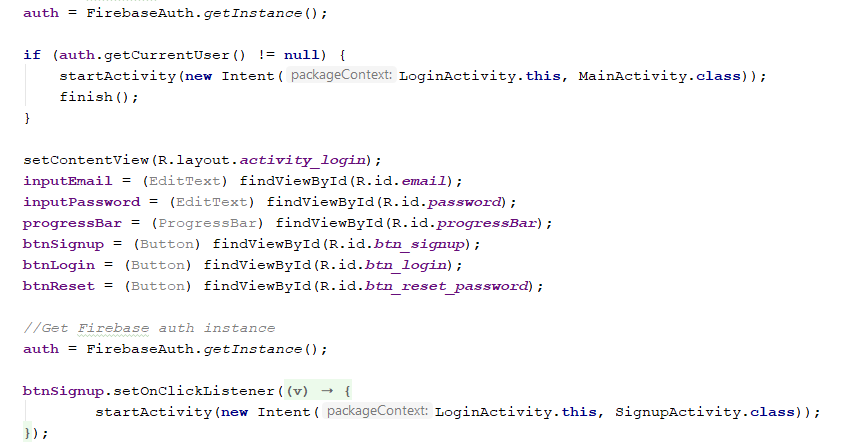 auth = FirebaseAuth.getInstance();
if (auth.getCurrentUser() != null) {
startActivity(new Intent( packageContext: LoginActivity.this, MainActivity.class));
finish();
}
setContentView(R.layout.activity_login);
inputEmail = (EditText) findViewById(R.id.email);
inputPassword = (EditText) findViewById(R.id.password);
progressBar = (ProgressBar) findViewById(R.id.progressBar);
btnSignup = (Button) findViewById(R.id.btn_signup);
btnLogin = (Button) findViewById(R.id.btn_login);
btnReset = (Button) findViewById(R.id.btn_reset_password);
//Get Firebase auth instance
auth = FirebaseAuth.getInstance();
btnSignup.setOnClickListener((v) → {
startActivity(new Intent( packageContext: LoginActivity.this, SignupActivity.class));
});